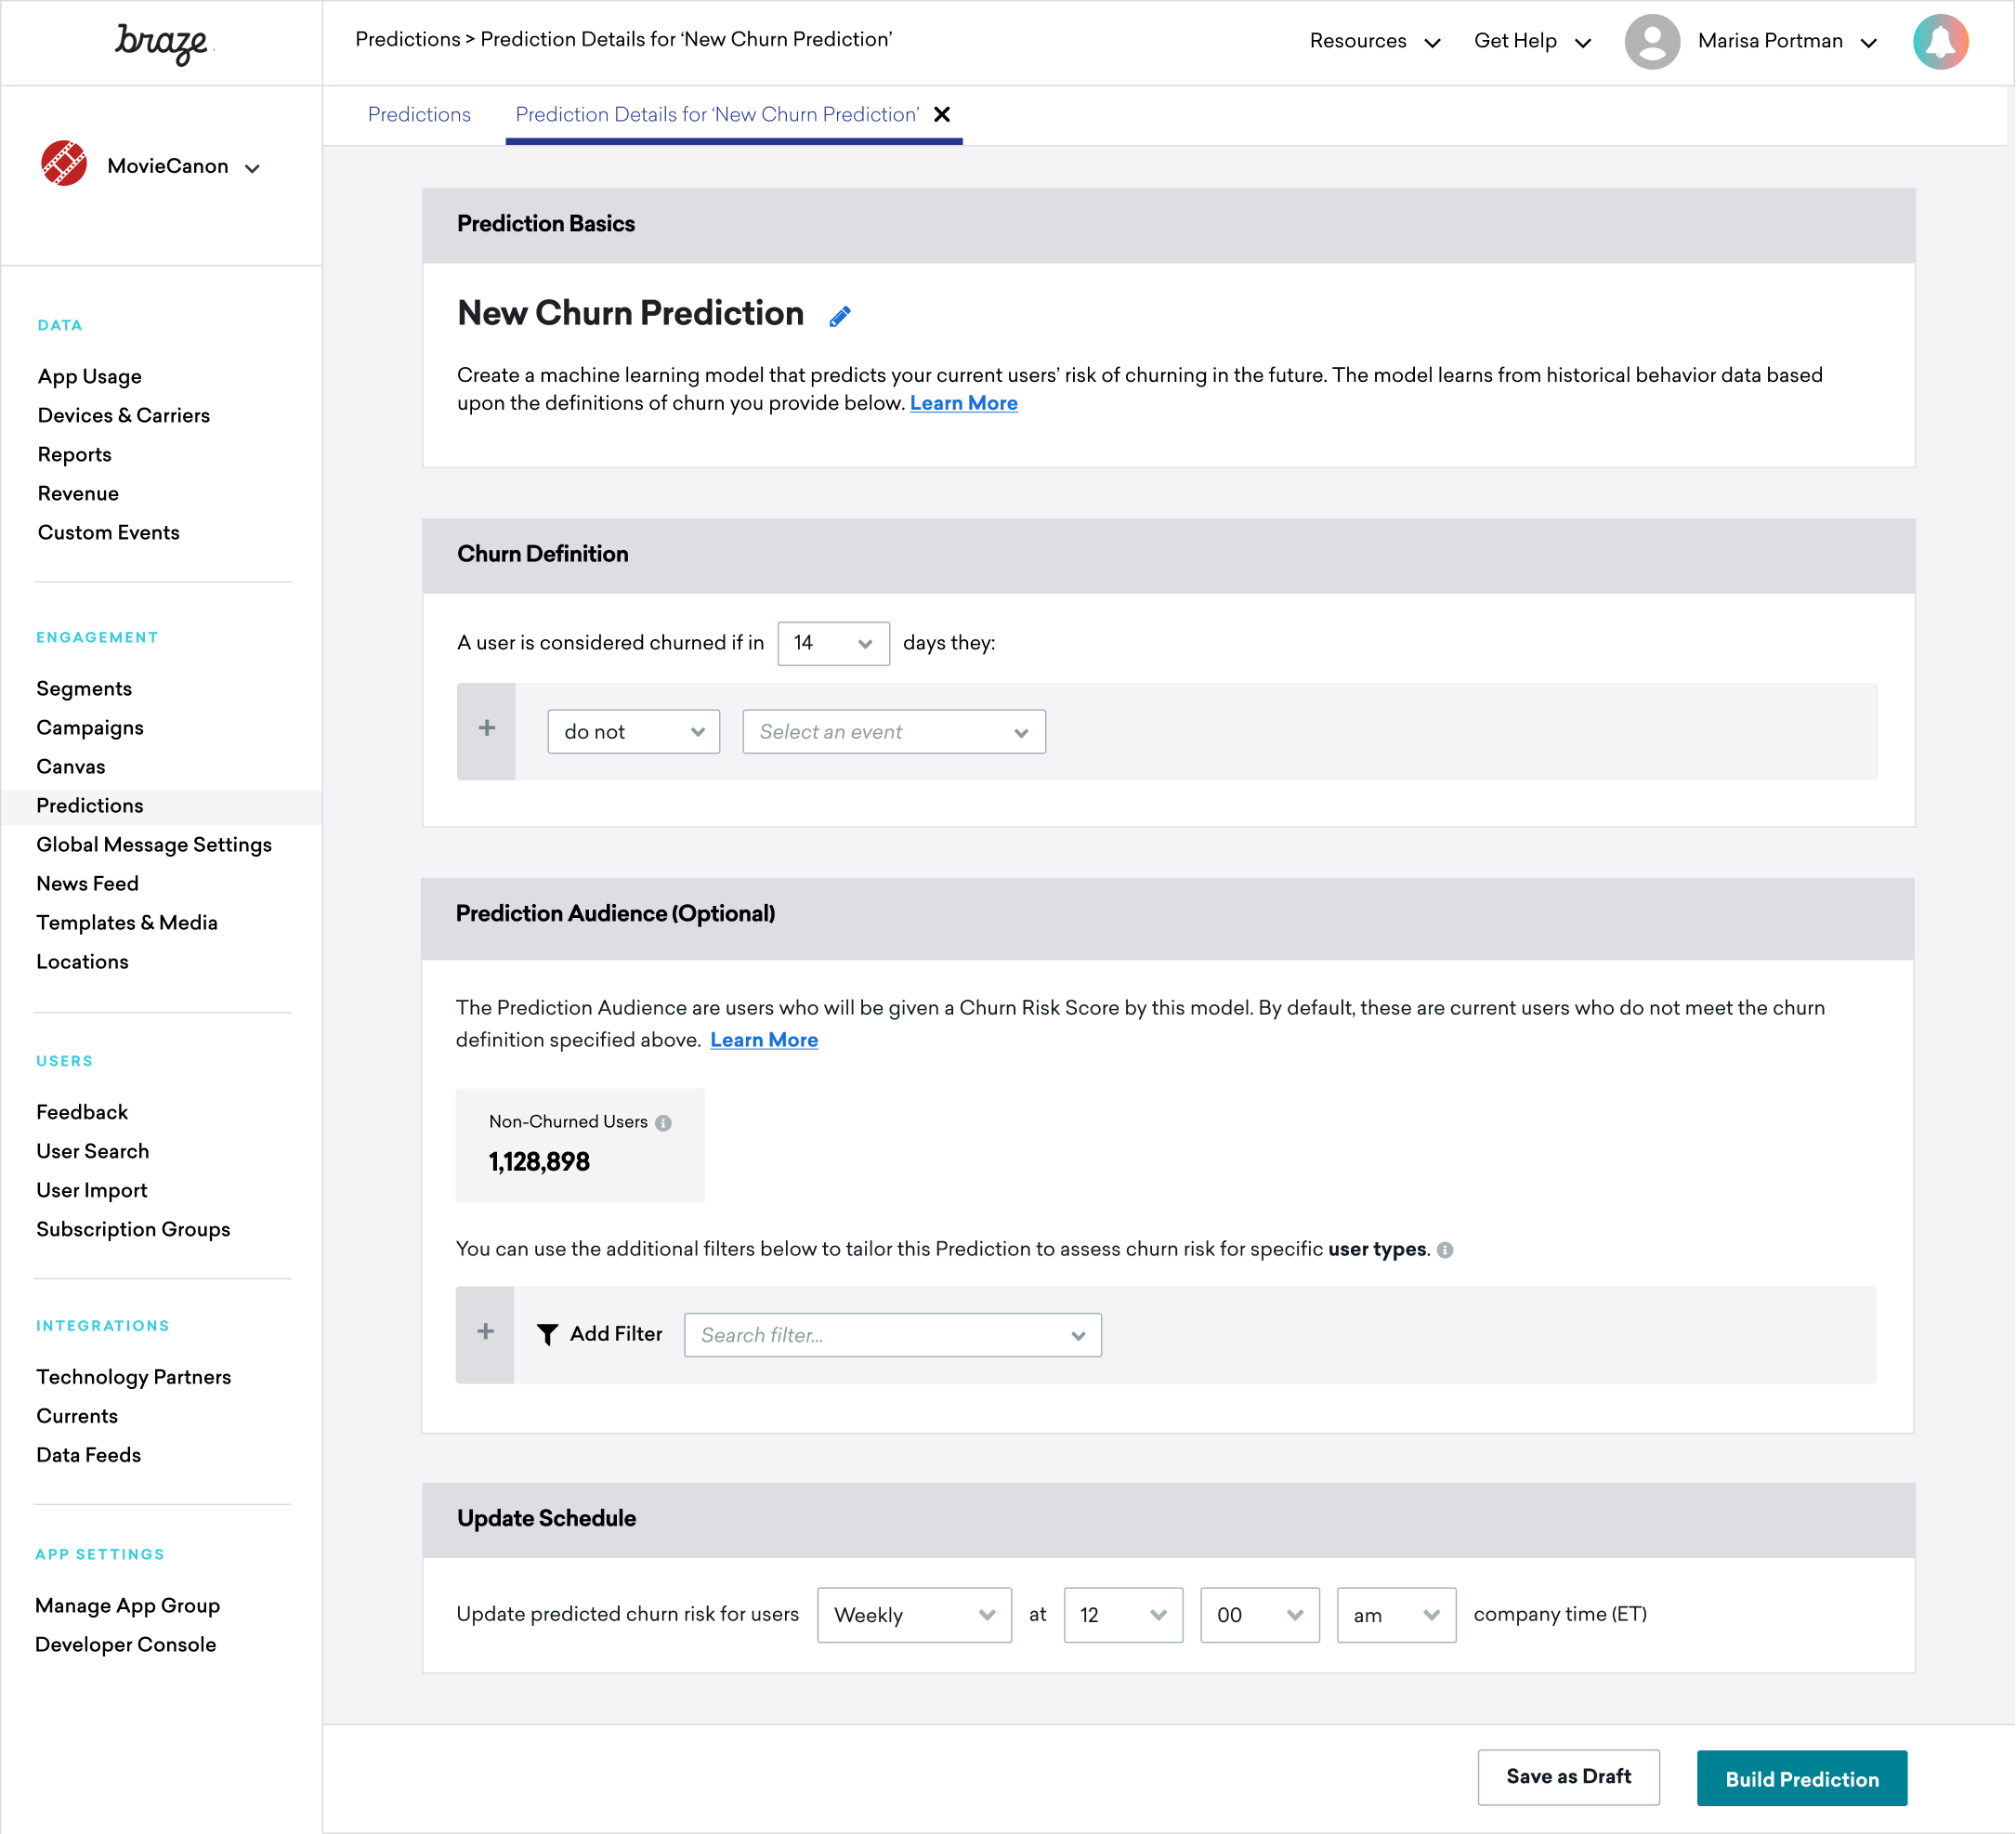 braze
Predictions > Prediction Details for ‘New Churn Prediction’
Resources
Get Help
Marisa Portman
Predictions
Prediction Details for ‘New Churn Prediction’
MovieCanon
DATA
App Usage
Devices & Carriers
Reports
Revenue
Custom Events
ENGAGEMENT
Segments
Campaigns
Canvas
Predictions
Global Message Settings
News Feed
Templates & Media
Locations
USERS
Feedback
User Search
User Import
Subscription Groups
INTEGRATIONS
Technology Partners
Currents
Data Feeds
APP SETTINGS
Manage App Group
Developer Console
Prediction Basics
New Churn Prediction
Create a machine learning model that predicts your current users’ risk of churning in the future. The model learns from historical behavior data based
upon the definitions of churn you provide below. Learn More
Churn Definition
A user is considered churned if in 14 days they:
+ do not Select an event
Prediction Audience (Optional)
The Prediction Audience are users who will be given a Churn Risk Score by this model. By default, these are current users who do not meet the churn
definition specified above. Learn More
Non-Churned Users
1,128,898
You can use the additional filters below to tailor this Prediction to assess churn risk for specific user types.
+ Add Filter Search filter...
Update Schedule
Update predicted churn risk for users Weekly at 12 00 am company time (ET)
Save as Draft
Build Prediction